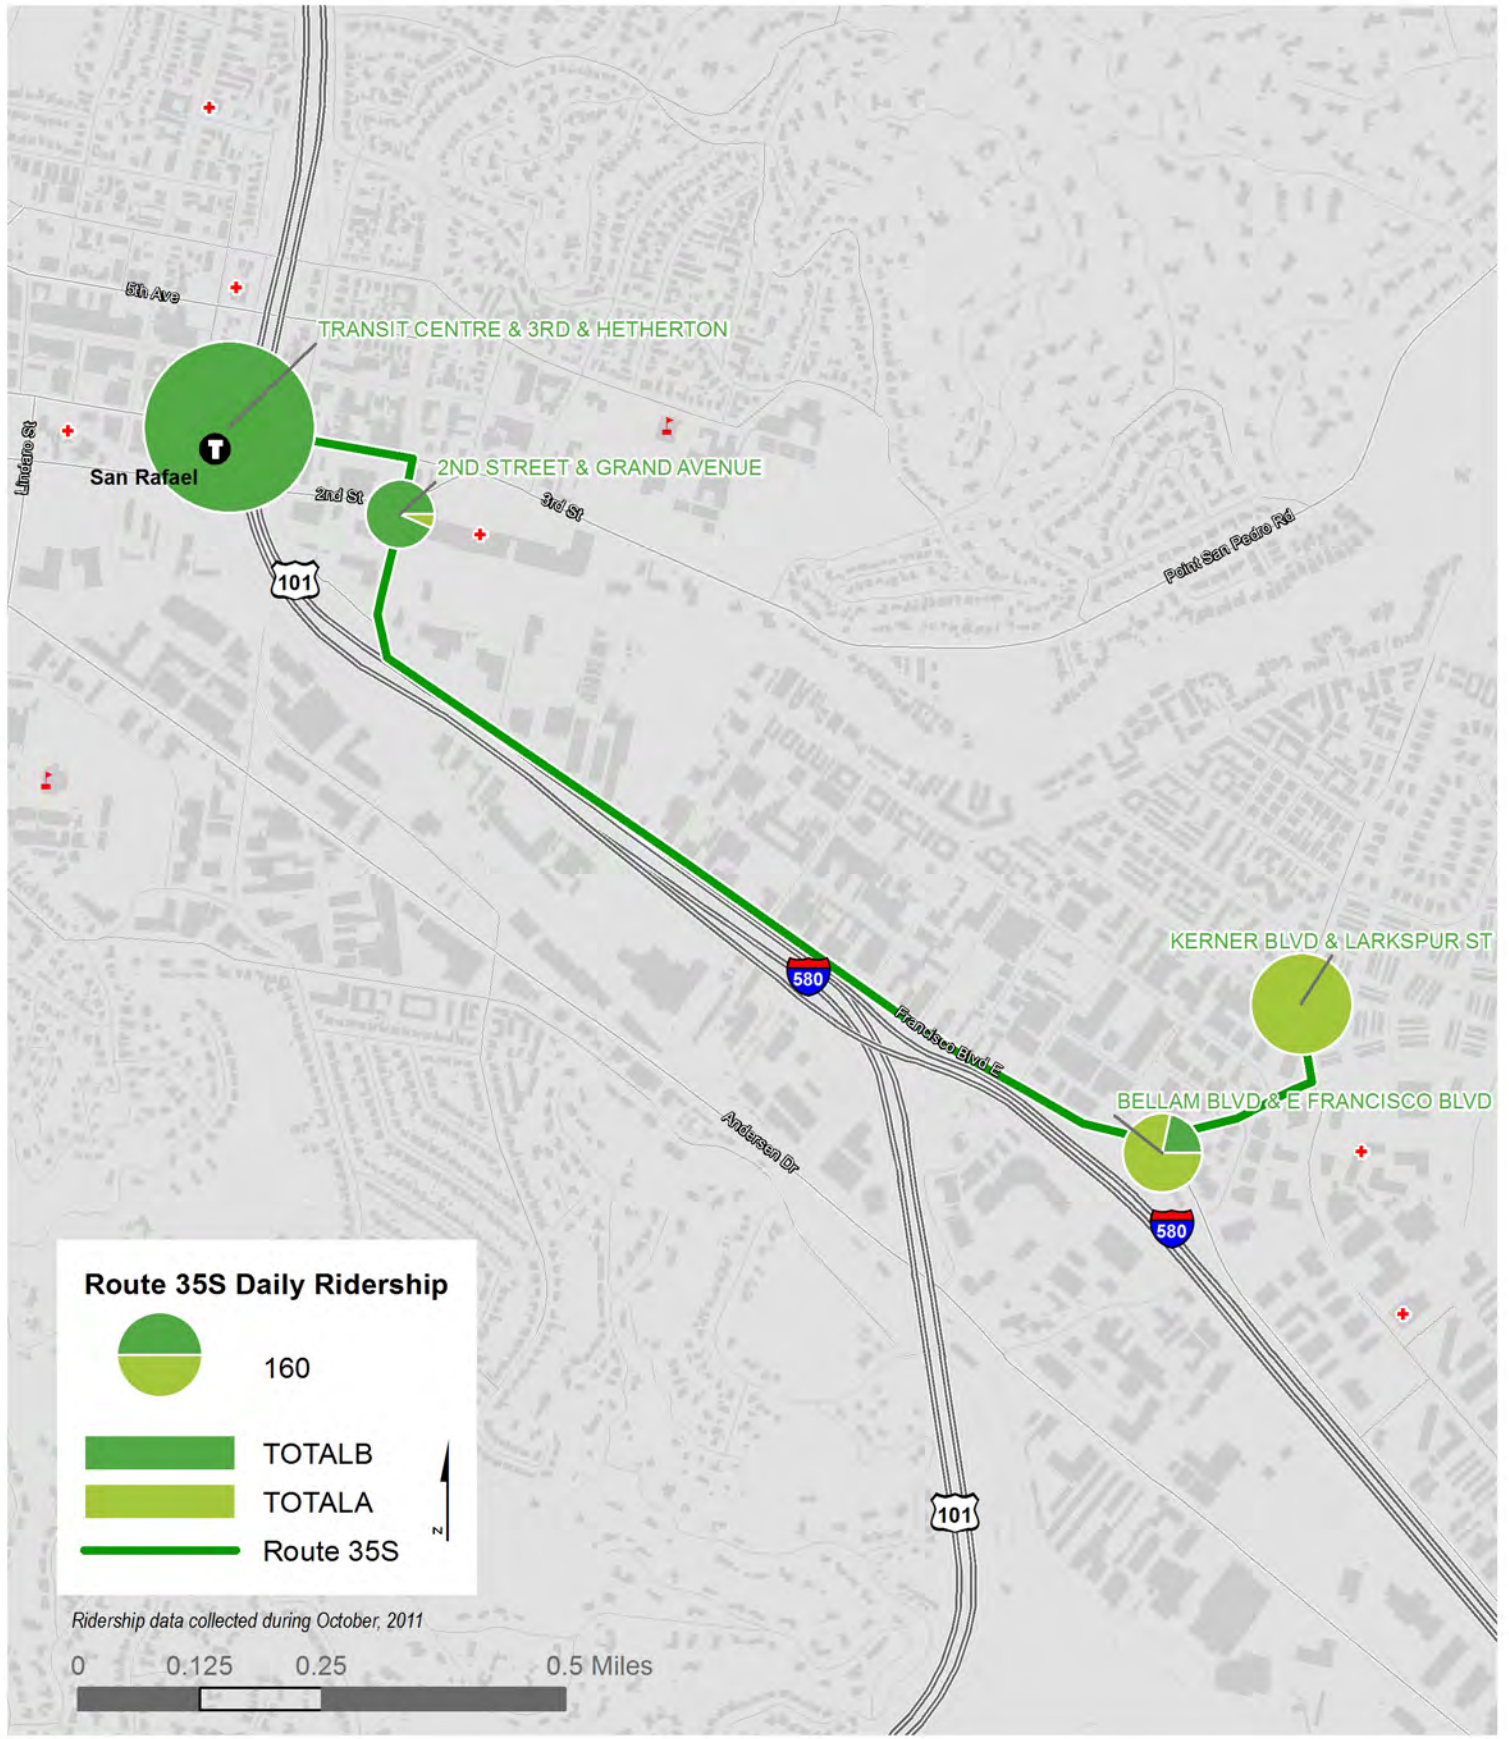 5th Ave
TRANSIT CENTRE & 3RD & HETHERTON
Lindaro St
T
San Rafael
2ND STREET & GRAND AVENUE
2nd St
3rd St
Point San Pedro Rd
101
KERNER BLVD & LARKSPUR ST
580
Francisco Blvd E
BELLAM BLVD & E FRANCISCO BLVD
Andersen Dr
580
101
Route 35S Daily Ridership
160
TOTALB
TOTALA
Route 35S
N
Ridership data collected during October, 2011
0 0.125 0.25 0.5 Miles